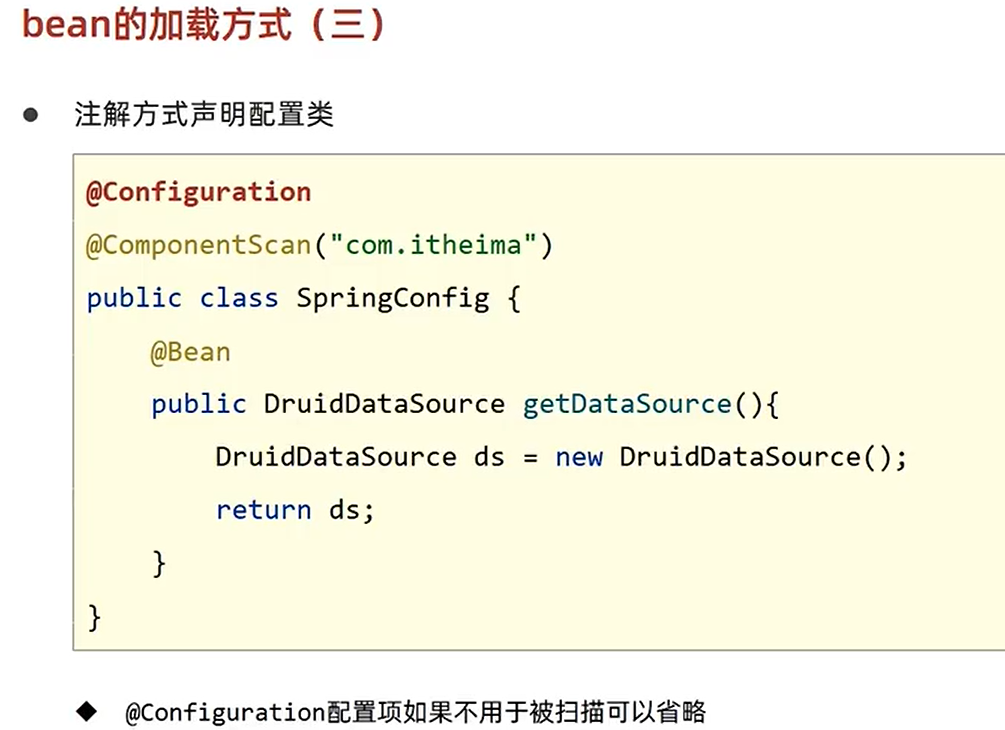 bean的加载方式（三）
● 注解方式声明配置类
@Configuration
@ComponentScan("com.itheima")
public class SpringConfig {
    @Bean
    public DruidDataSource getDataSource(){
        DruidDataSource ds = new DruidDataSource();
        return ds;
    }
}
◆ @Configuration配置项如果不用于被扫描可以省略